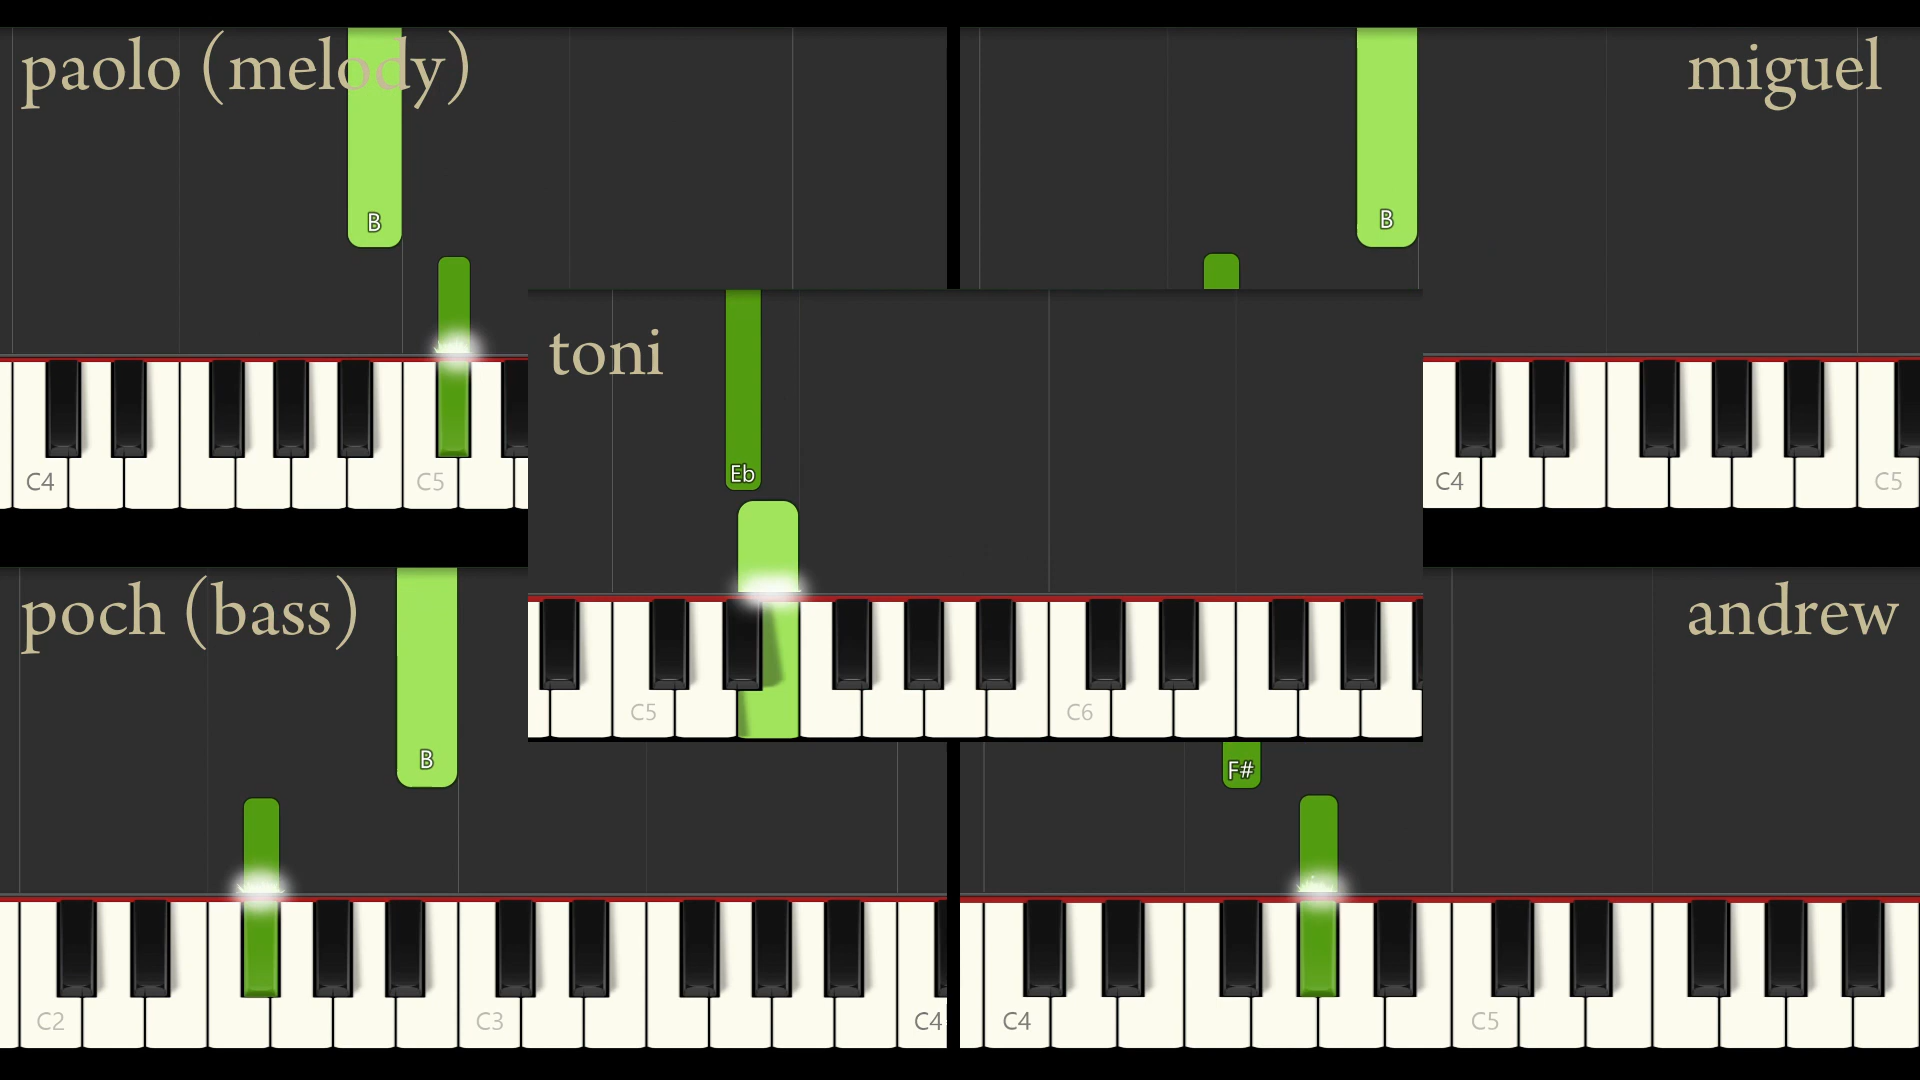 paolo (melody)
miguel
B
B
toni
Eb
C4
C5
C4
C5
poch (bass)
andrew
C5
C6
B
F#
C2
C3
C4
C4
C5